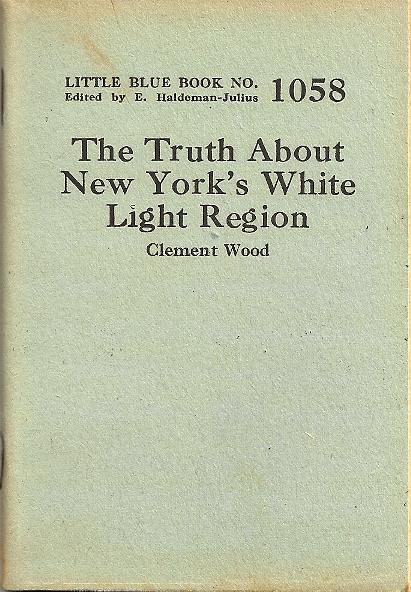 LITTLE BLUE BOOK NO. 1058
Edited by E. Haldeman-Julius
The Truth About
New York's White
Light Region
Clement Wood